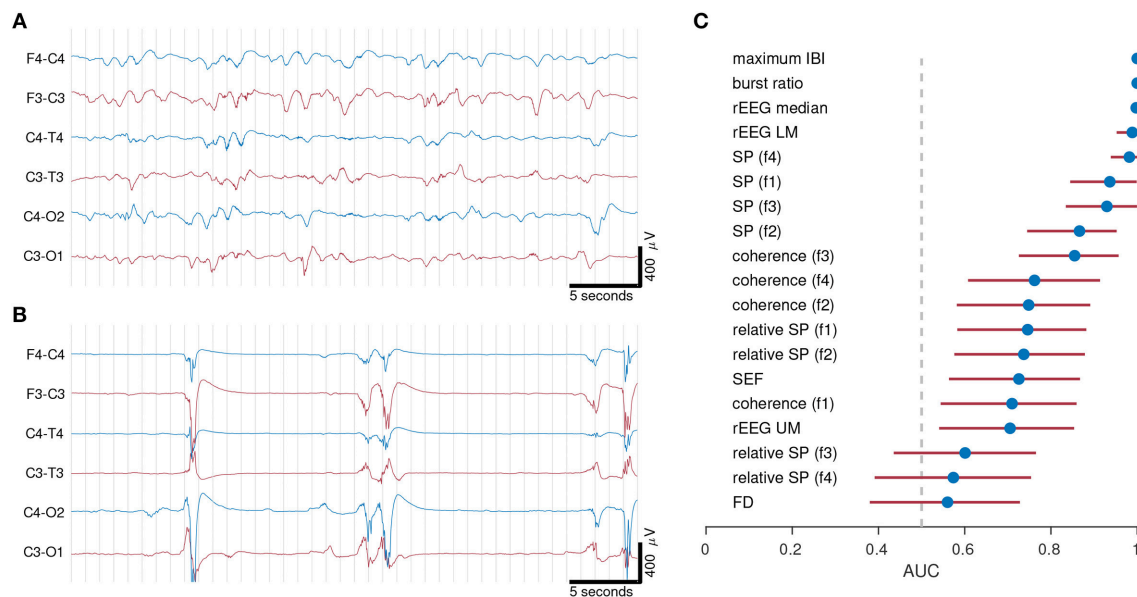 A
F4-C4
F3-C3
C4-T4
C3-T3
C4-O2
C3-O1
400 μV
5 seconds
B
F4-C4
F3-C3
C4-T4
C3-T3
C4-O2
C3-O1
400 μV
5 seconds
C
maximum IBI
burst ratio
rEEG median
rEEG LM
SP (f4)
SP (f1)
SP (f3)
SP (f2)
coherence (f3)
coherence (f4)
coherence (f2)
relative SP (f1)
relative SP (f2)
SEF
coherence (f1)
rEEG UM
relative SP (f3)
relative SP (f4)
FD
0 0.2 0.4 0.6 0.8 1
AUC